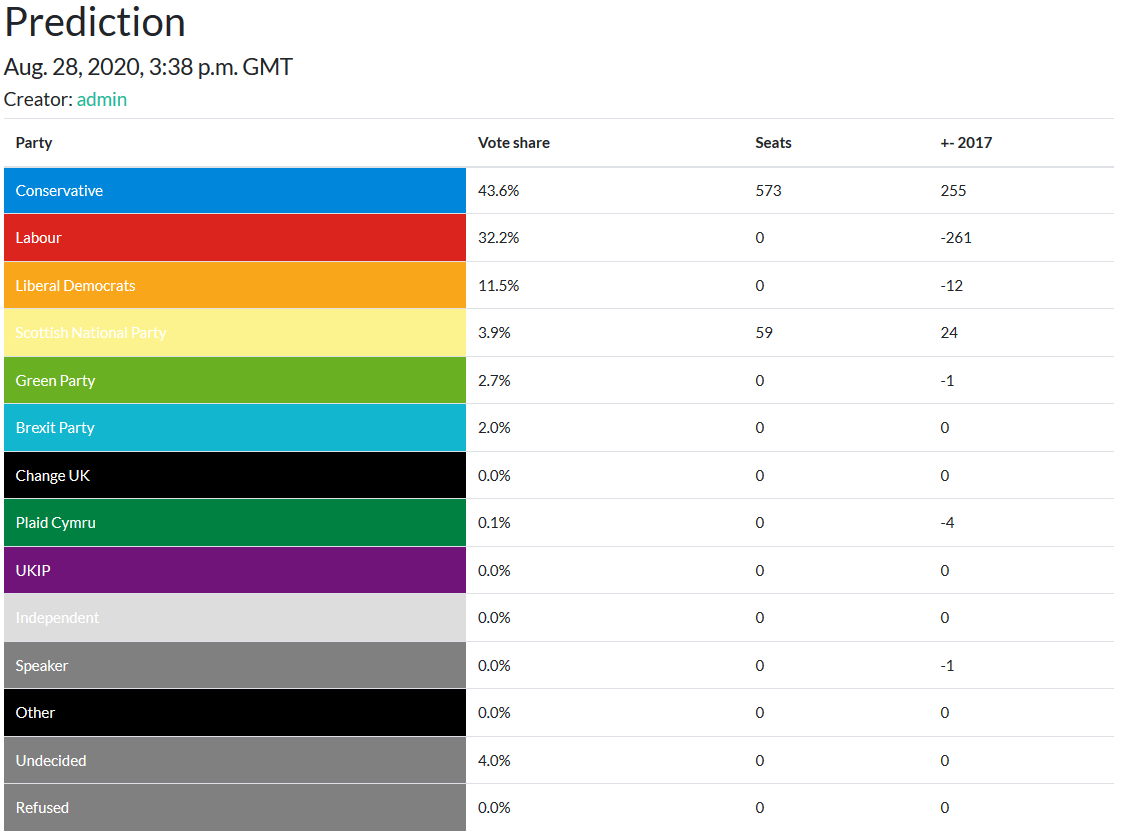 Prediction
Aug. 28, 2020, 3:38 p.m. GMT
Creator: admin
Party Vote share Seats +- 2017
Conservative 43.6% 573 255
Labour 32.2% 0 -261
Liberal Democrats 11.5% 0 -12
Scottish National Party 3.9% 59 24
Green Party 2.7% 0 -1
Brexit Party 2.0% 0 0
Change UK 0.0% 0 0
Plaid Cymru 0.1% 0 -4
UKIP 0.0% 0 0
Independent 0.0% 0 0
Speaker 0.0% 0 -1
Other 0.0% 0 0
Undecided 4.0% 0 0
Refused 0.0% 0 0